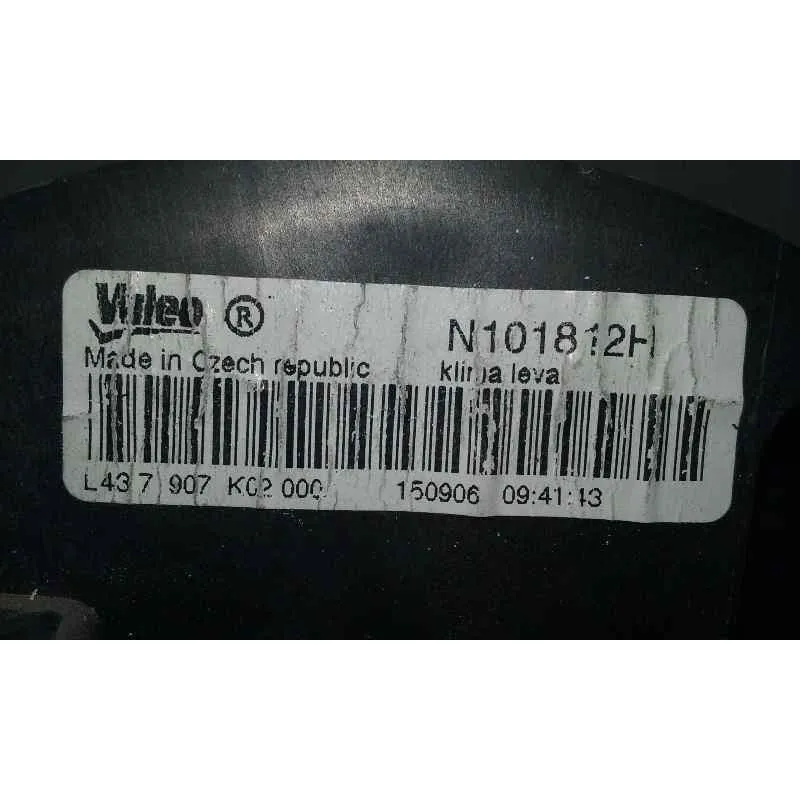 Valeo ®
N101812H
Made in Czech republic
klima leva
L43 7 907 K02 000
150906 09:41:43